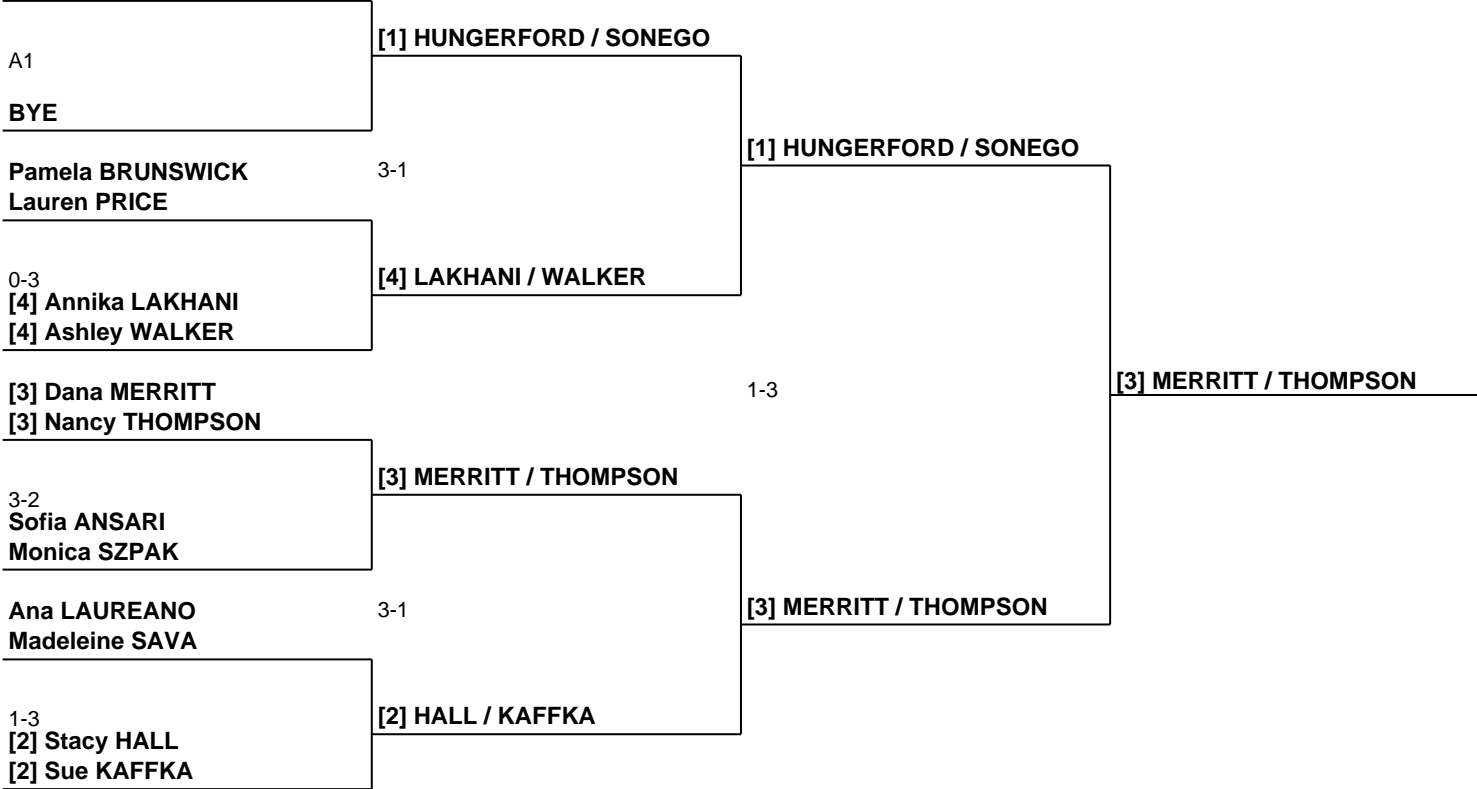 [1] HUNGERFORD / SONEGO
A1
BYE
[1] HUNGERFORD / SONEGO
Pamela BRUNSWICK
3-1
Lauren PRICE
0-3
[4] LAKHANI / WALKER
[4] Annika LAKHANI
[4] Ashley WALKER
[3] MERRITT / THOMPSON
[3] Dana MERRITT
1-3
[3] Nancy THOMPSON
[3] MERRITT / THOMPSON
3-2
Sofia ANSARI
Monica SZPAK
Ana LAUREANO
3-1
[3] MERRITT / THOMPSON
Madeleine SAVA
1-3
[2] HALL / KAFFKA
[2] Stacy HALL
[2] Sue KAFFKA